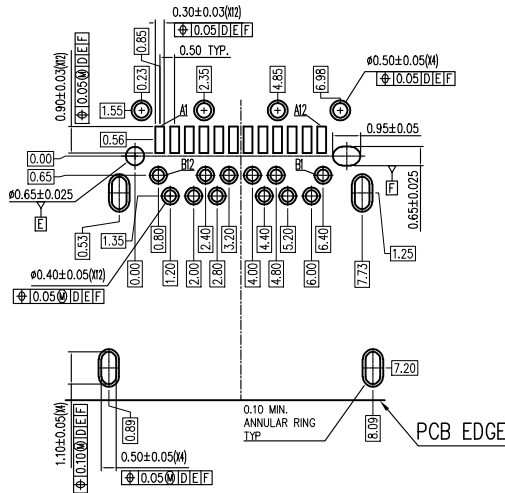 0.30±0.03(X12)
⌖ 0.05 D E F
0.50 TYP.
0.85
0.90±0.03(X12)
⌖ 0.05 Ⓜ D E F
0.23
2.35
4.85
6.98
ø0.50±0.05(X4)
⌖ 0.05 D E F
1.55
A1
A12
0.56
0.95±0.05
0.00
0.65
B12
B1
F
0.65±0.025
ø0.65±0.025
E
0.53
1.35
0.00
0.80
1.20
2.00
2.40
2.80
3.20
4.00
4.40
4.80
5.20
6.00
6.40
7.73
1.25
ø0.40±0.05(X12)
⌖ 0.05 Ⓜ D E F
7.20
1.10±0.05(X4)
⌖ 0.10 Ⓜ D E F
0.89
0.50±0.05(X4)
⌖ 0.05 Ⓜ D E F
0.10 MIN.
ANNULAR RING
TYP
8.09
PCB EDGE